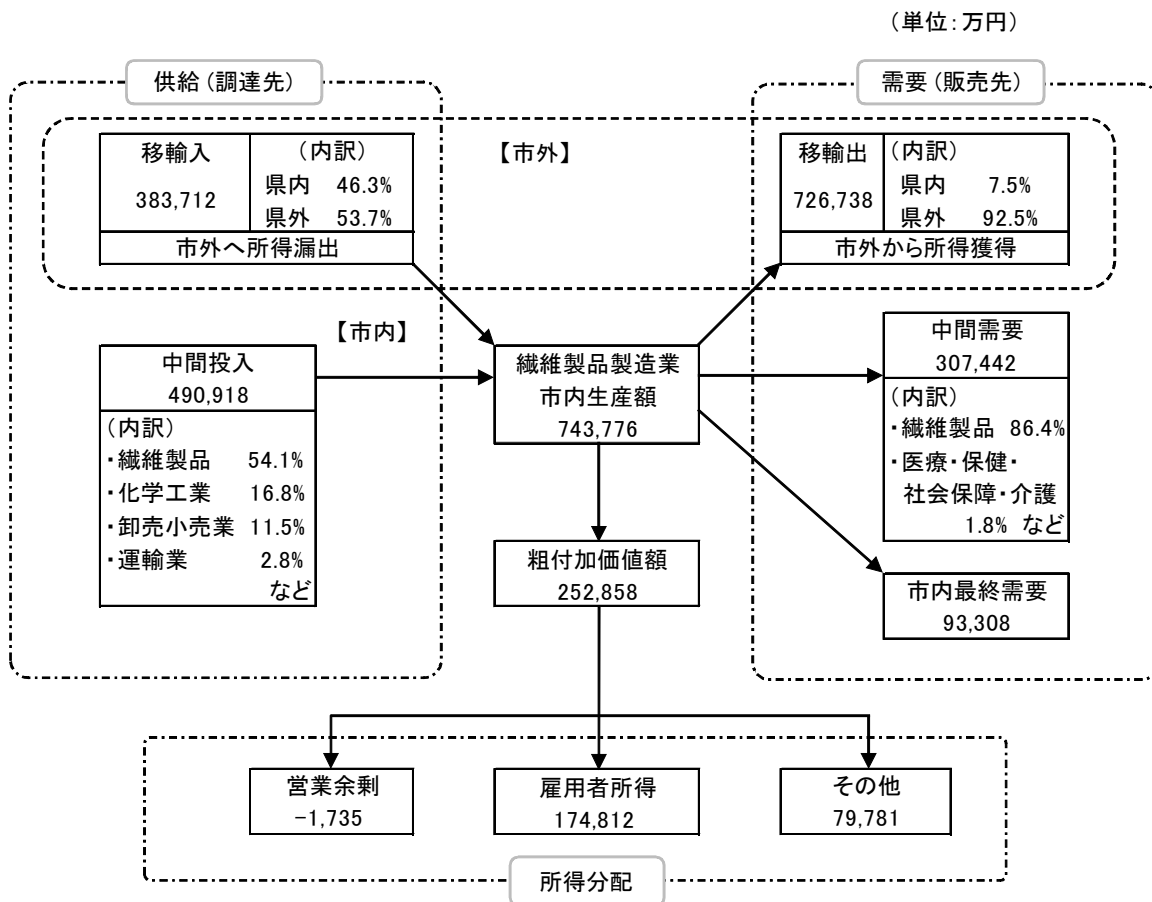 （単位：万円）
供給（調達先）
需要（販売先）
移輸入
383,712
（内訳）
県内　46.3%
県外　53.7%
市外へ所得漏出
【市外】
移輸出
726,738
（内訳）
県内　7.5%
県外　92.5%
市外から所得獲得
【市内】
中間投入
490,918
（内訳）
・繊維製品　54.1%
・化学工業　16.8%
・卸売小売業　11.5%
・運輸業　2.8%
など
繊維製品製造業
市内生産額
743,776
中間需要
307,442
（内訳）
・繊維製品　86.4%
・医療・保健・
社会保障・介護
1.8%　など
粗付加価値額
252,858
市内最終需要
93,308
営業余剰
-1,735
雇用者所得
174,812
その他
79,781
所得分配